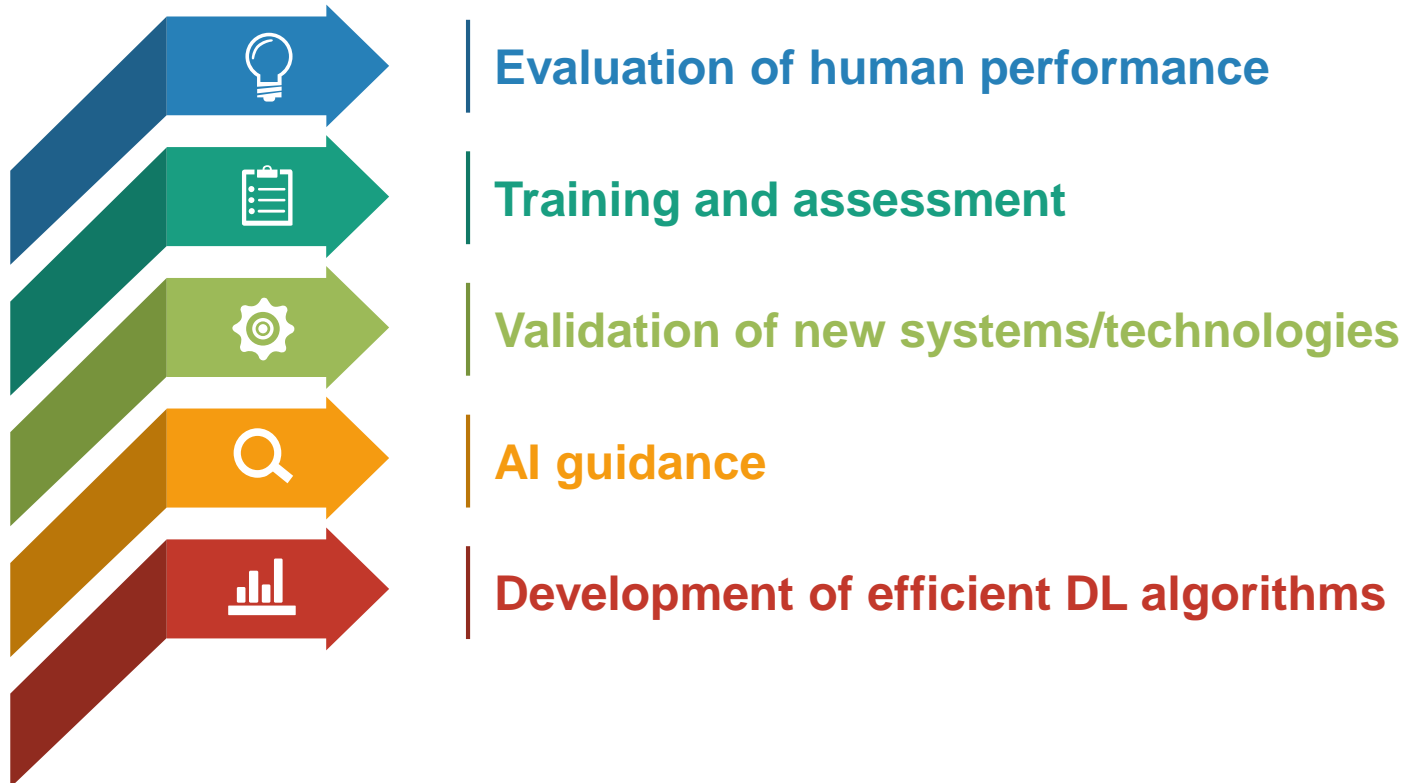 Evaluation of human performance
Training and assessment
Validation of new systems/technologies
AI guidance
Development of efficient DL algorithms